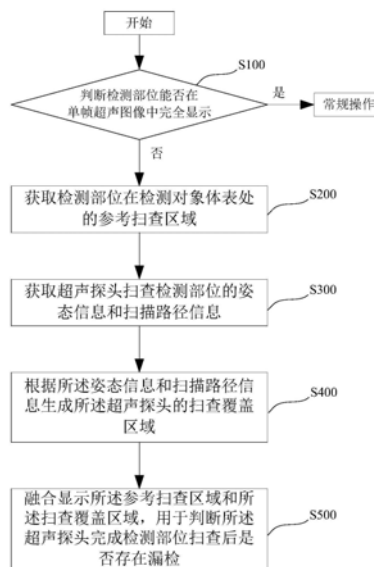 开始
S100
判断检测部位能否在
单帧超声图像中完全显示
是
常规操作
否
获取检测部位在检测对象体表处
的参考扫查区域
S200
获取超声探头扫查检测部位的姿
态信息和扫描路径信息
S300
根据所述姿态信息和扫描路径信
息生成所述超声探头的扫查覆盖
区域
S400
融合显示所述参考扫查区域和所
述扫查覆盖区域，用于判断所述
超声探头完成检测部位扫查后是
否存在漏检
S500